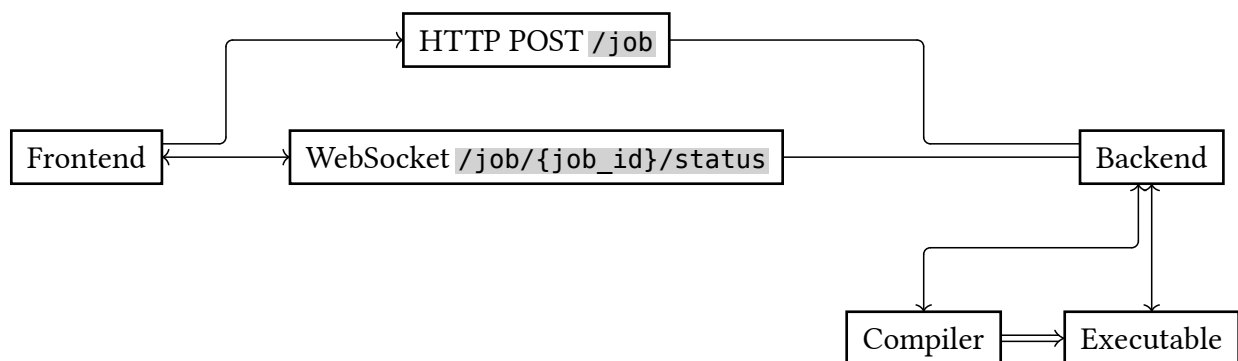 HTTP POST /job
Frontend
WebSocket /job/{job_id}/status
Backend
Compiler
Executable